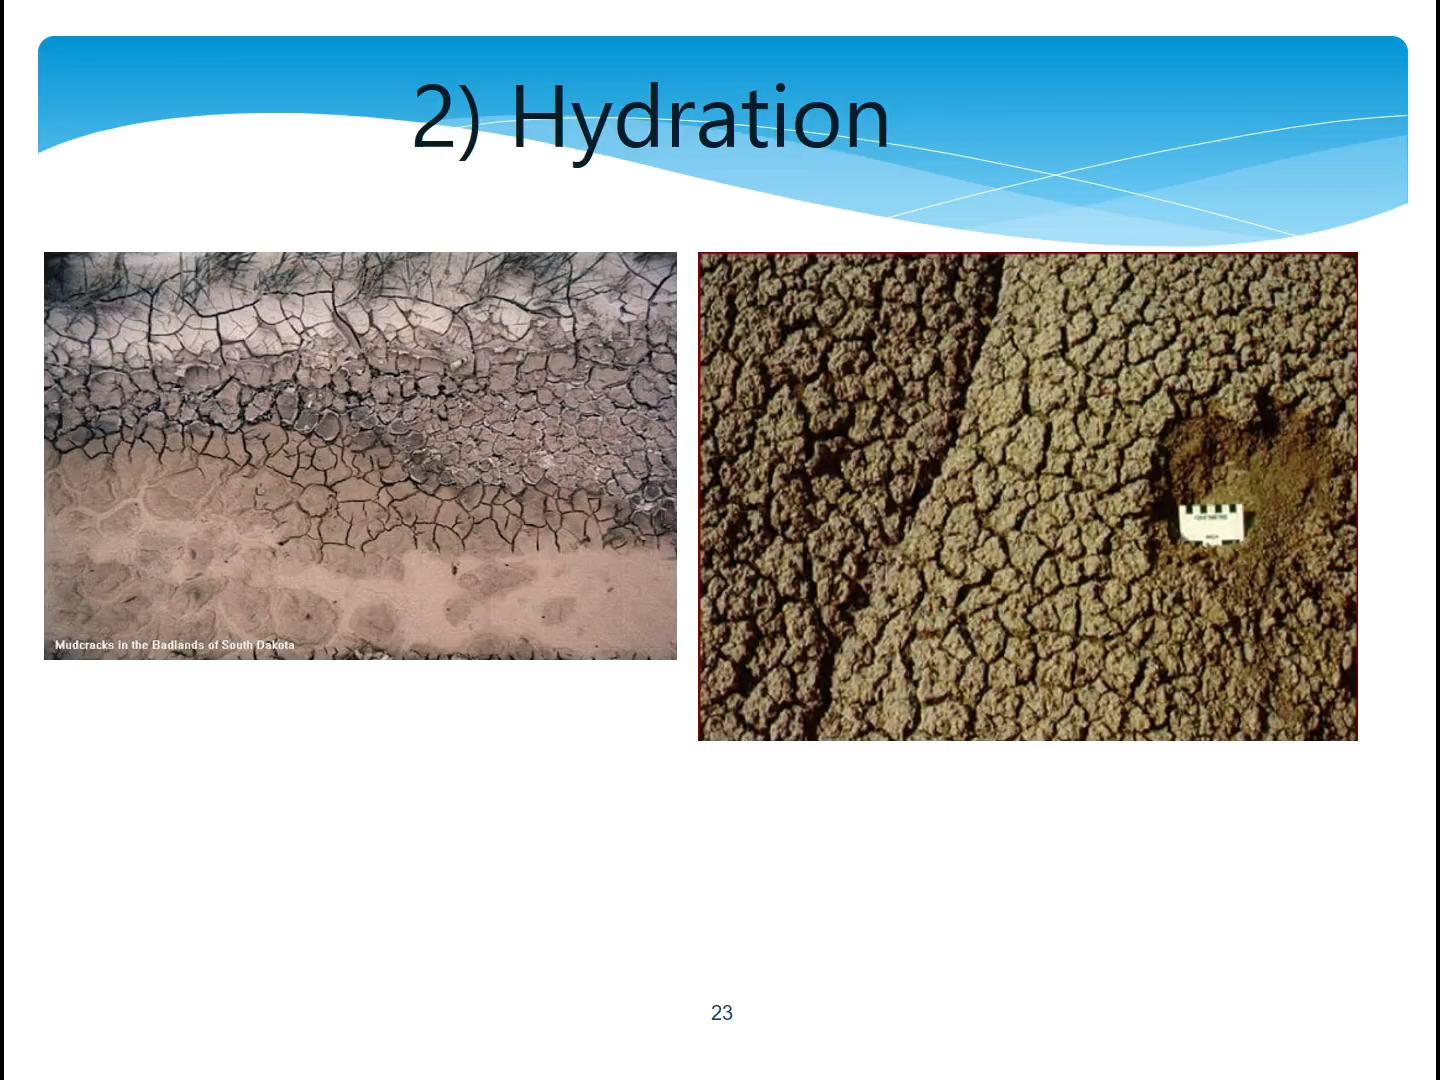 2) Hydration
Mudcracks in the Badlands of South Dakota
23